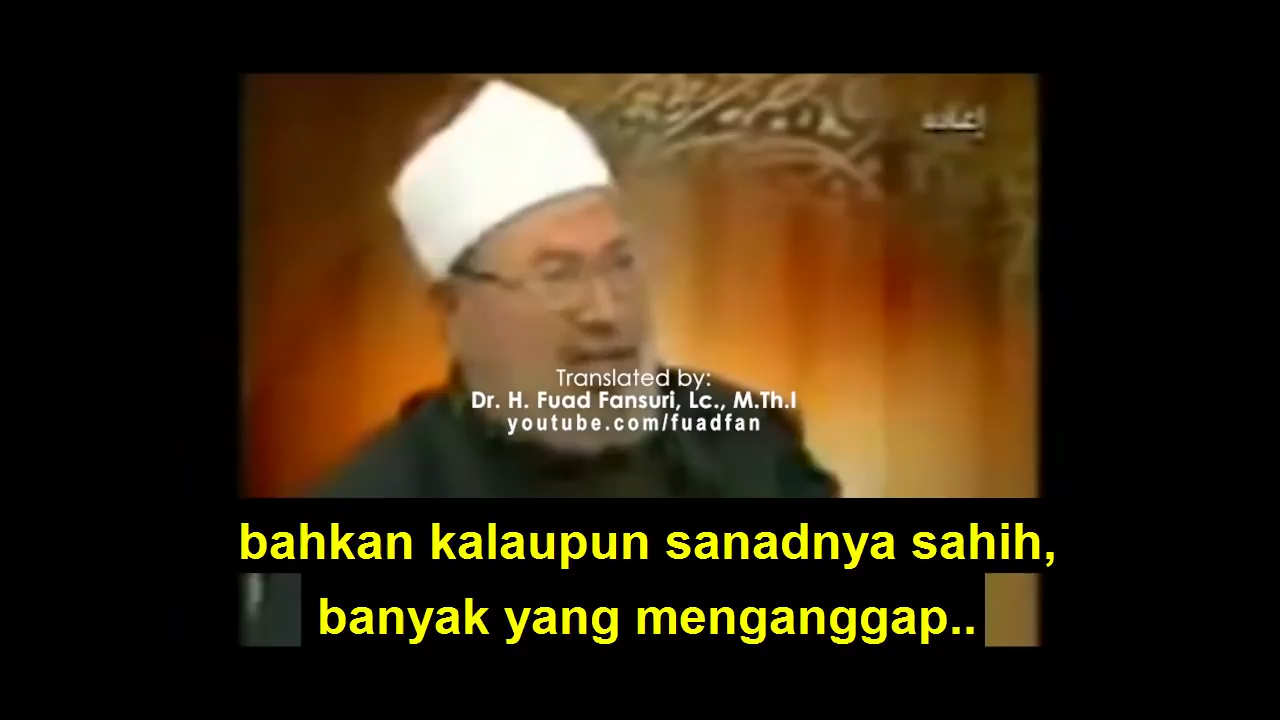 إعادة
Translated by:
Dr. H. Fuad Fansuri, Lc., M.Th.I
youtube.com/fuadfan
bahkan kalaupun sanadnya sahih,
banyak yang menganggap..